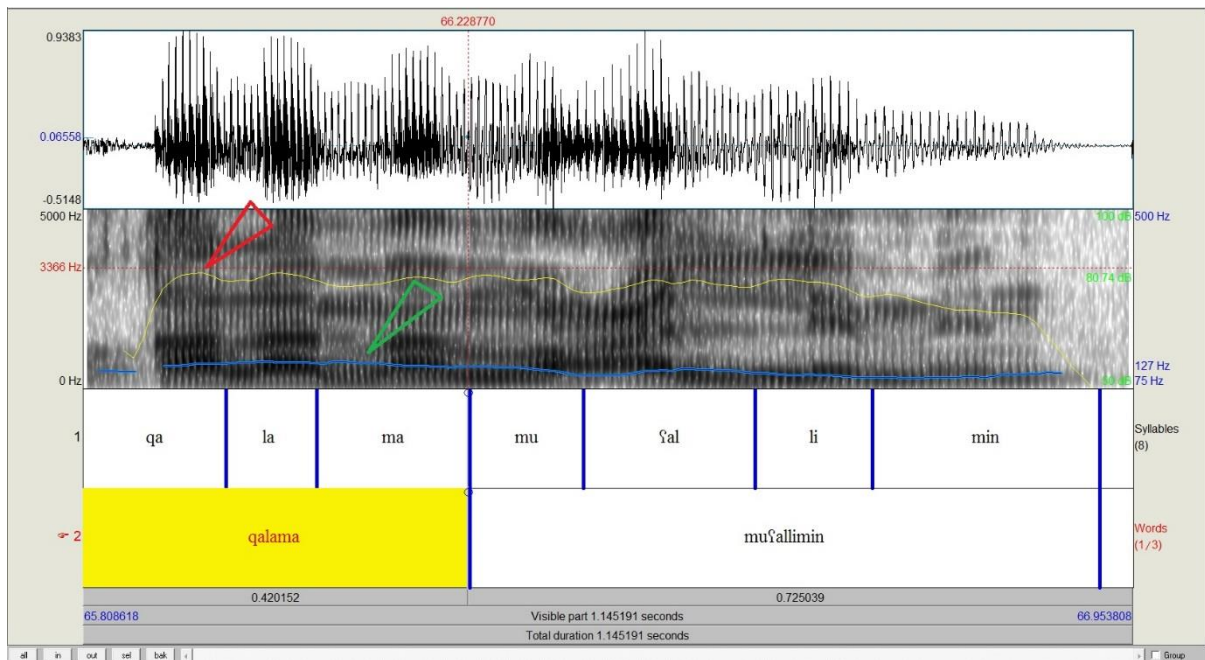 66.228770
0.9383
0.06558
-0.5148
5000 Hz 100 dB 500 Hz
3366 Hz 80.74 dB
127 Hz
0 Hz 75 Hz
1 qa la ma mu ʕal li min Syllables
(8)
2 qalama muʕallimin Words
(1/3)
0.420152 0.725039
65.808618 Visible part 1.145191 seconds 66.953808
Total duration 1.145191 seconds
all in out sel bak Group